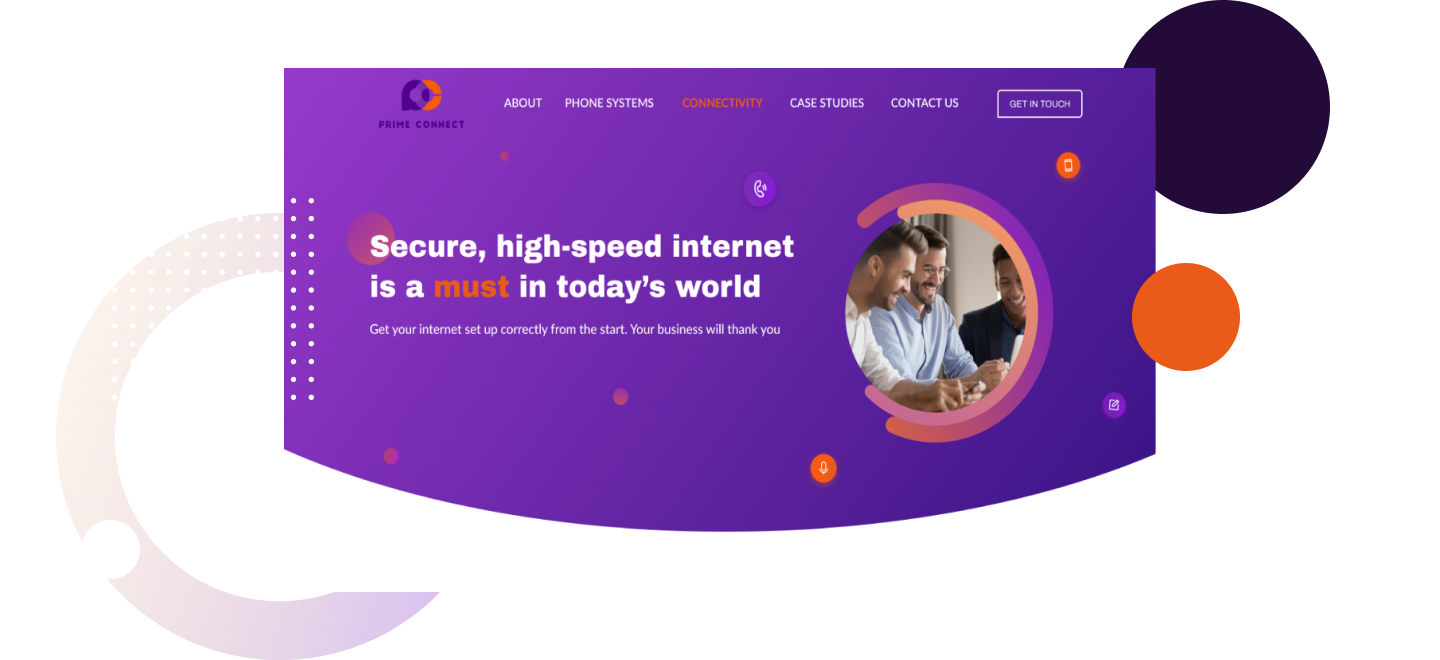 PRIME CONNECT
ABOUT
PHONE SYSTEMS
CONNECTIVITY
CASE STUDIES
CONTACT US
GET IN TOUCH
Secure, high-speed internet
is a must in today’s world
Get your internet set up correctly from the start. Your business will thank you